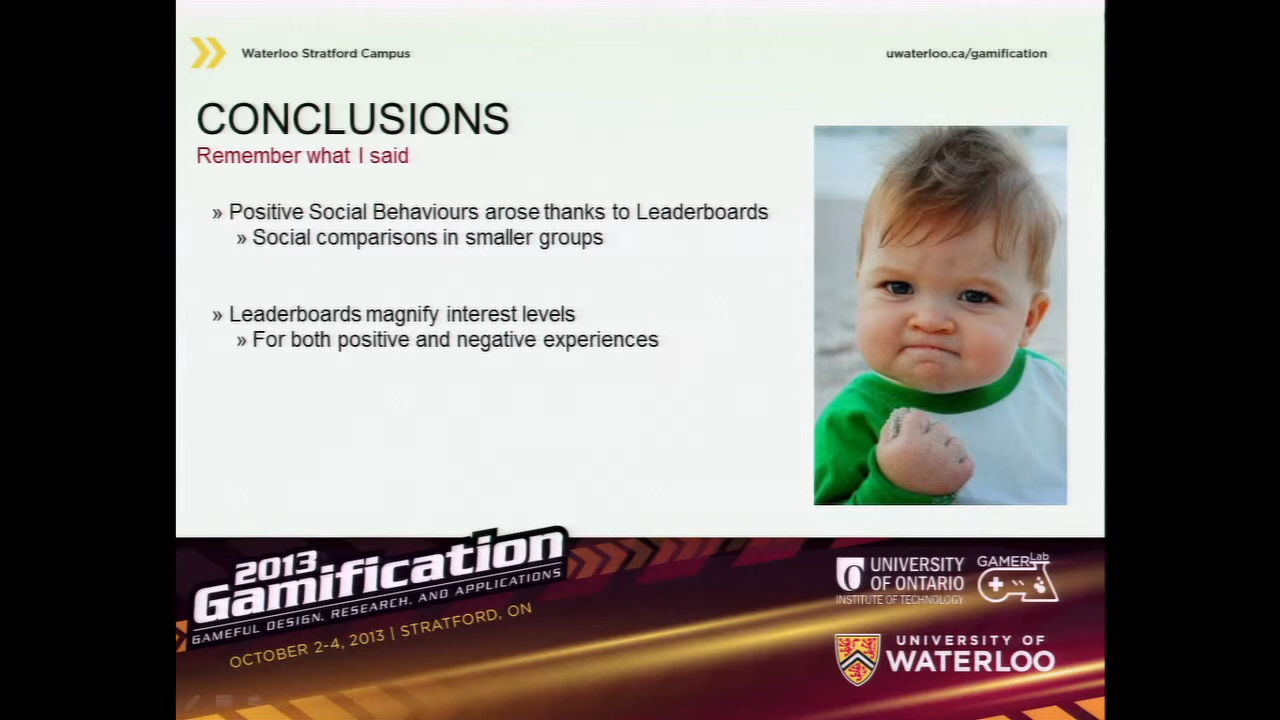 Waterloo Stratford Campus
uwaterloo.ca/gamification
CONCLUSIONS
Remember what I said
» Positive Social Behaviours arose thanks to Leaderboards
» Social comparisons in smaller groups
» Leaderboards magnify interest levels
» For both positive and negative experiences
2013
Gamification
GAMEFUL DESIGN, RESEARCH, AND APPLICATIONS
OCTOBER 2-4, 2013 | STRATFORD, ON
UNIVERSITY
OF ONTARIO
INSTITUTE OF TECHNOLOGY
GAMER Lab
UNIVERSITY OF
WATERLOO